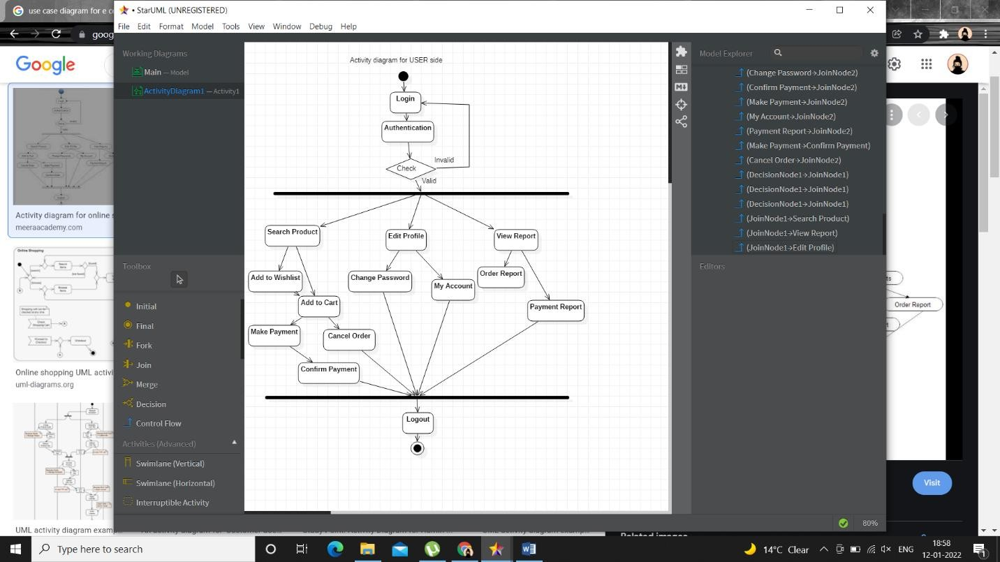 use case diagram for e c
• StarUML (UNREGISTERED)
File Edit Format Model Tools View Window Debug Help
goog
Google
Working Diagrams
Main — Model
ActivityDiagram1 — Activity1
Activity diagram for online s
meeraacademy.com
Online shopping UML activi
uml-diagrams.org
UML activity diagram examp...
Toolbox
Initial
Final
Fork
Join
Merge
Decision
Control Flow
Activities (Advanced)
Swimlane (Vertical)
Swimlane (Horizontal)
Interruptible Activity
Activity diagram for USER side
Login
Authentication
Check
Invalid
Valid
Search Product
Edit Profile
View Report
Add to Wishlist
Change Password
Order Report
My Account
Add to Cart
Payment Report
Make Payment
Cancel Order
Confirm Payment
Logout
Model Explorer
(Change Password→JoinNode2)
(Confirm Payment→JoinNode2)
(Make Payment→JoinNode2)
(My Account→JoinNode2)
(Payment Report→JoinNode2)
(Make Payment→Confirm Payment)
(Cancel Order→JoinNode2)
(DecisionNode1→JoinNode1)
(DecisionNode1→JoinNode1)
(DecisionNode1→JoinNode1)
(JoinNode1→Search Product)
(JoinNode1→View Report)
(JoinNode1→Edit Profile)
Editors
Order Report
Visit
80%
Related images
Type here to search
14°C Clear
ENG
18:58
12-01-2022
1